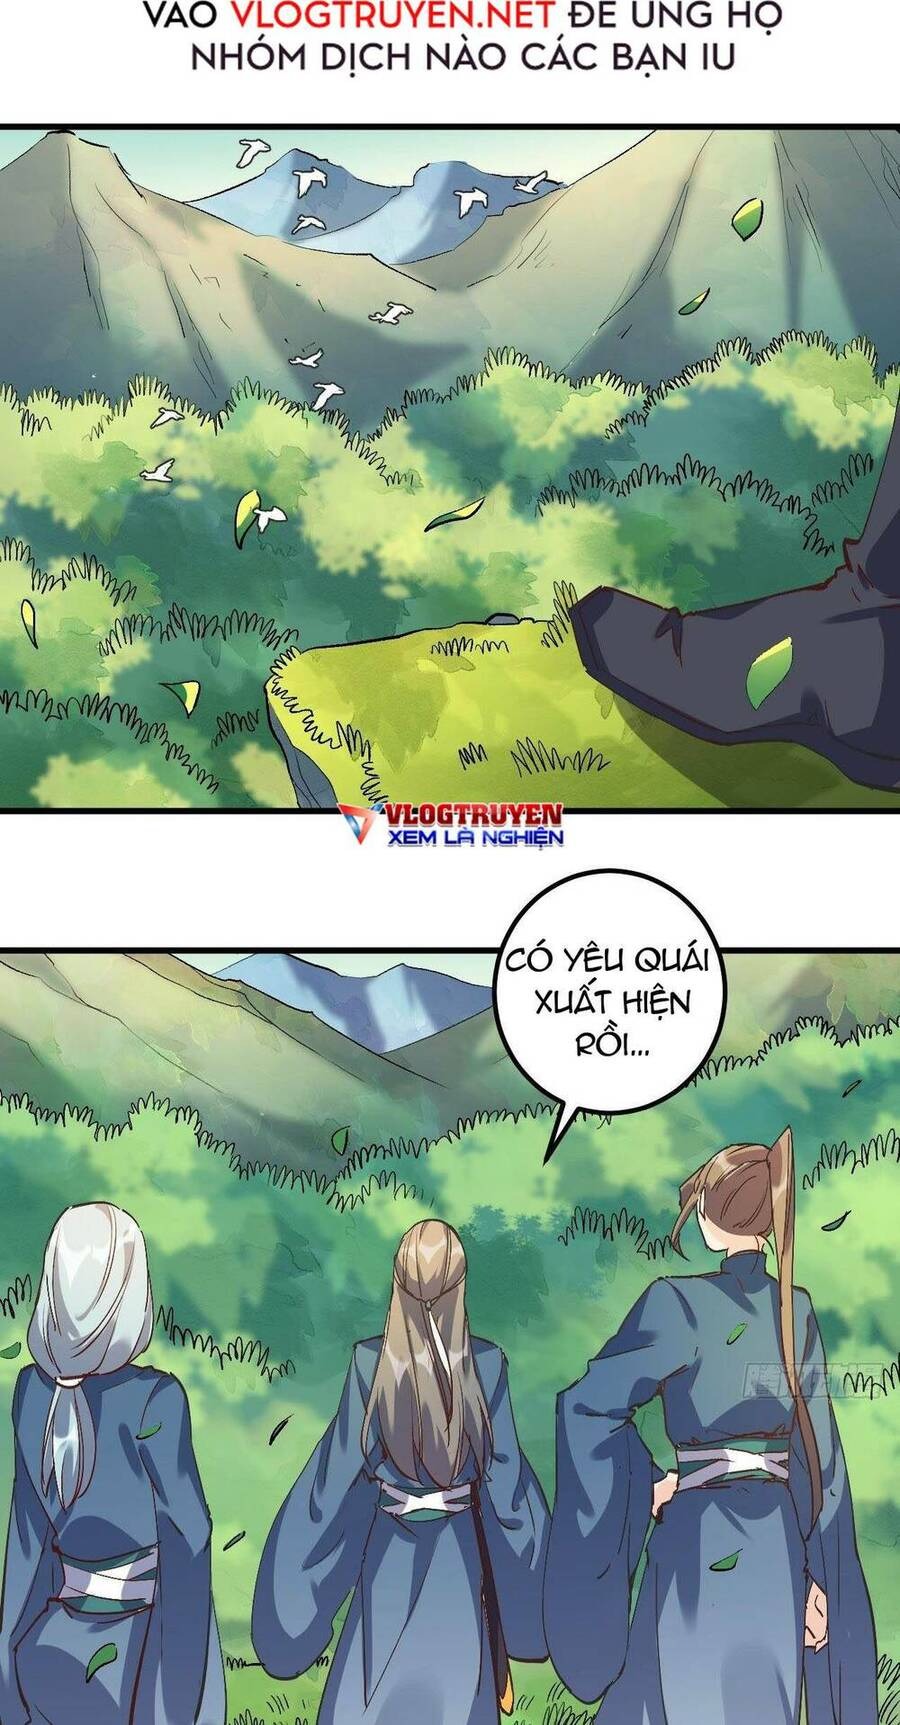 VÀO VLOGTRUYEN.NET ĐỂ ỦNG HỘ
NHÓM DỊCH NÀO CÁC BẠN IU
VLOGTRUYEN
XEM LÀ NGHIỆN
CÓ YÊU QUÁI
XUẤT HIỆN
RỒI...